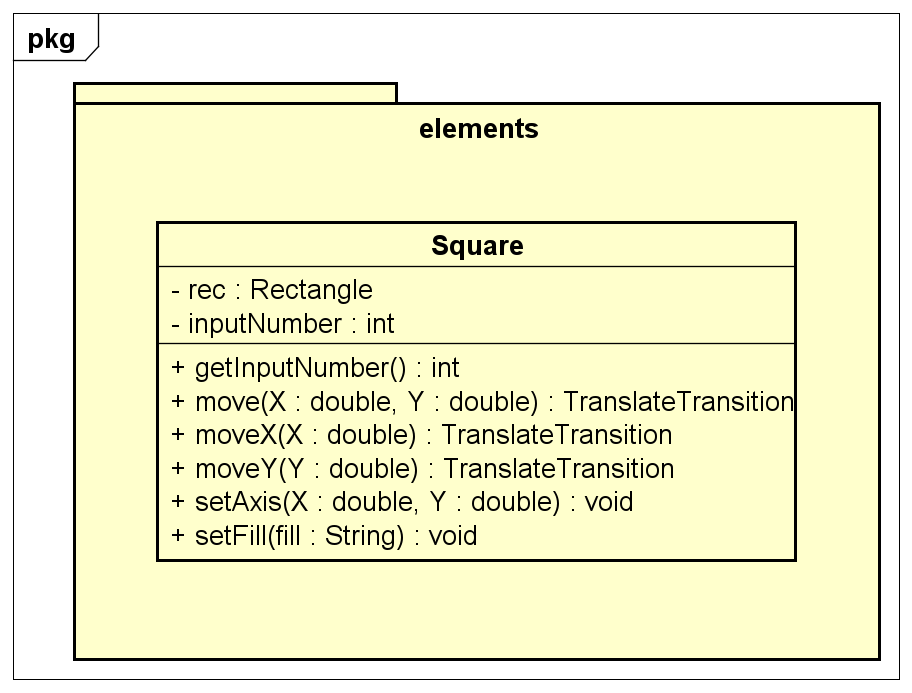 pkg
elements
Square
- rec : Rectangle
- inputNumber : int
+ getInputNumber() : int
+ move(X : double, Y : double) : TranslateTransition
+ moveX(X : double) : TranslateTransition
+ moveY(Y : double) : TranslateTransition
+ setAxis(X : double, Y : double) : void
+ setFill(fill : String) : void